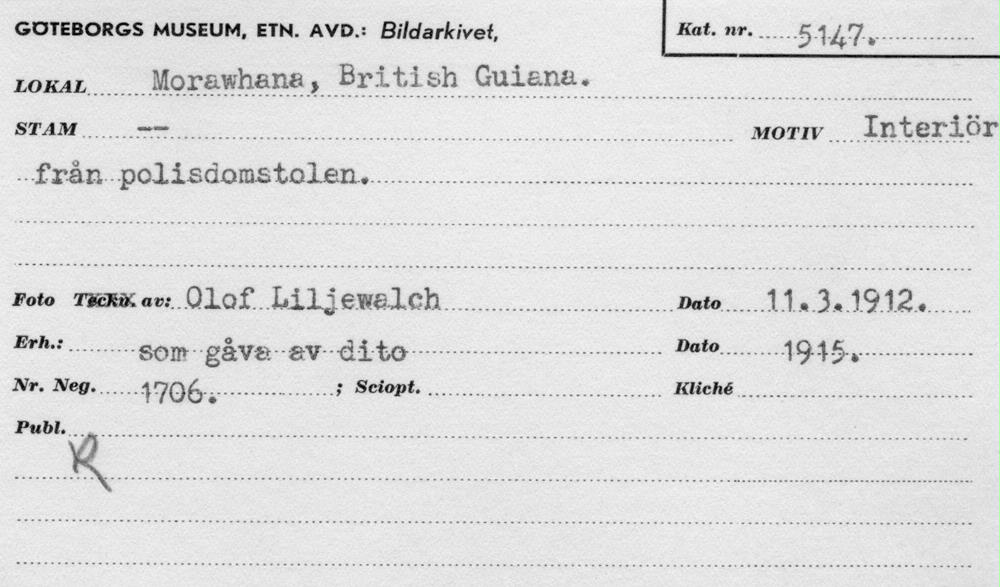 GÖTEBORGS MUSEUM, ETN. AVD.: Bildarkivet,
Kat. nr. 5147.
LOKAL Morawhana, British Guiana.
STAM -- MOTIV Interiör
från polisdomstolen.
Foto Teckn. av: Olof Liljewalch Dato 11.3.1912.
Erh.: som gåva av dito Dato 1915.
Nr. Neg. 1706. ; Sciopt. Kliché
Publ.
R